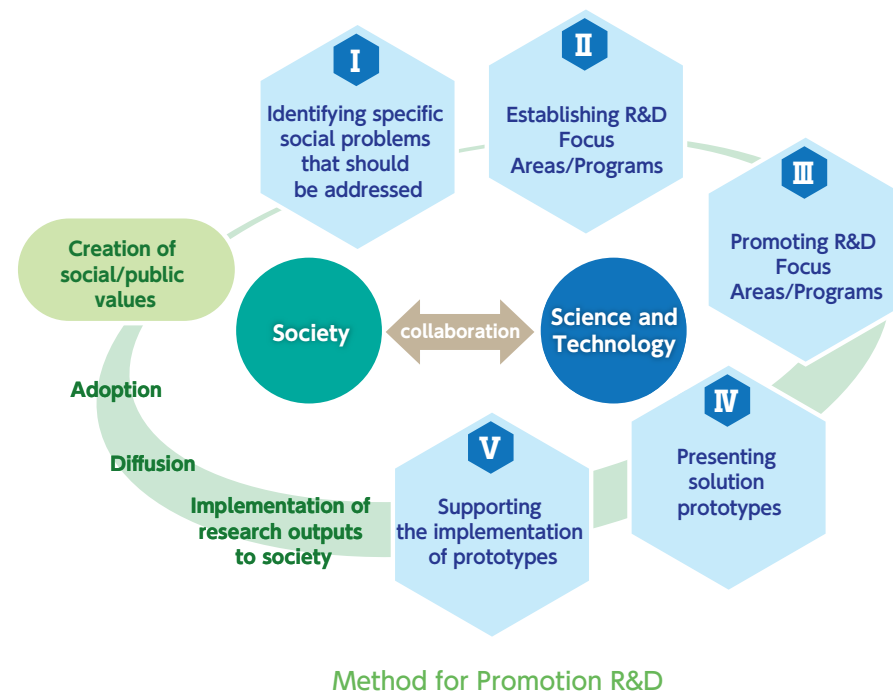 I
Identifying specific
social problems
that should
be addressed
II
Establishing R&D
Focus
Areas/Programs
III
Promoting R&D
Focus
Areas/Programs
IV
Presenting
solution
prototypes
V
Supporting
the implementation
of prototypes
Implementation of
research outputs
to society
Diffusion
Adoption
Creation of
social/public
values
Society
collaboration
Science and
Technology
Method for Promotion R&D